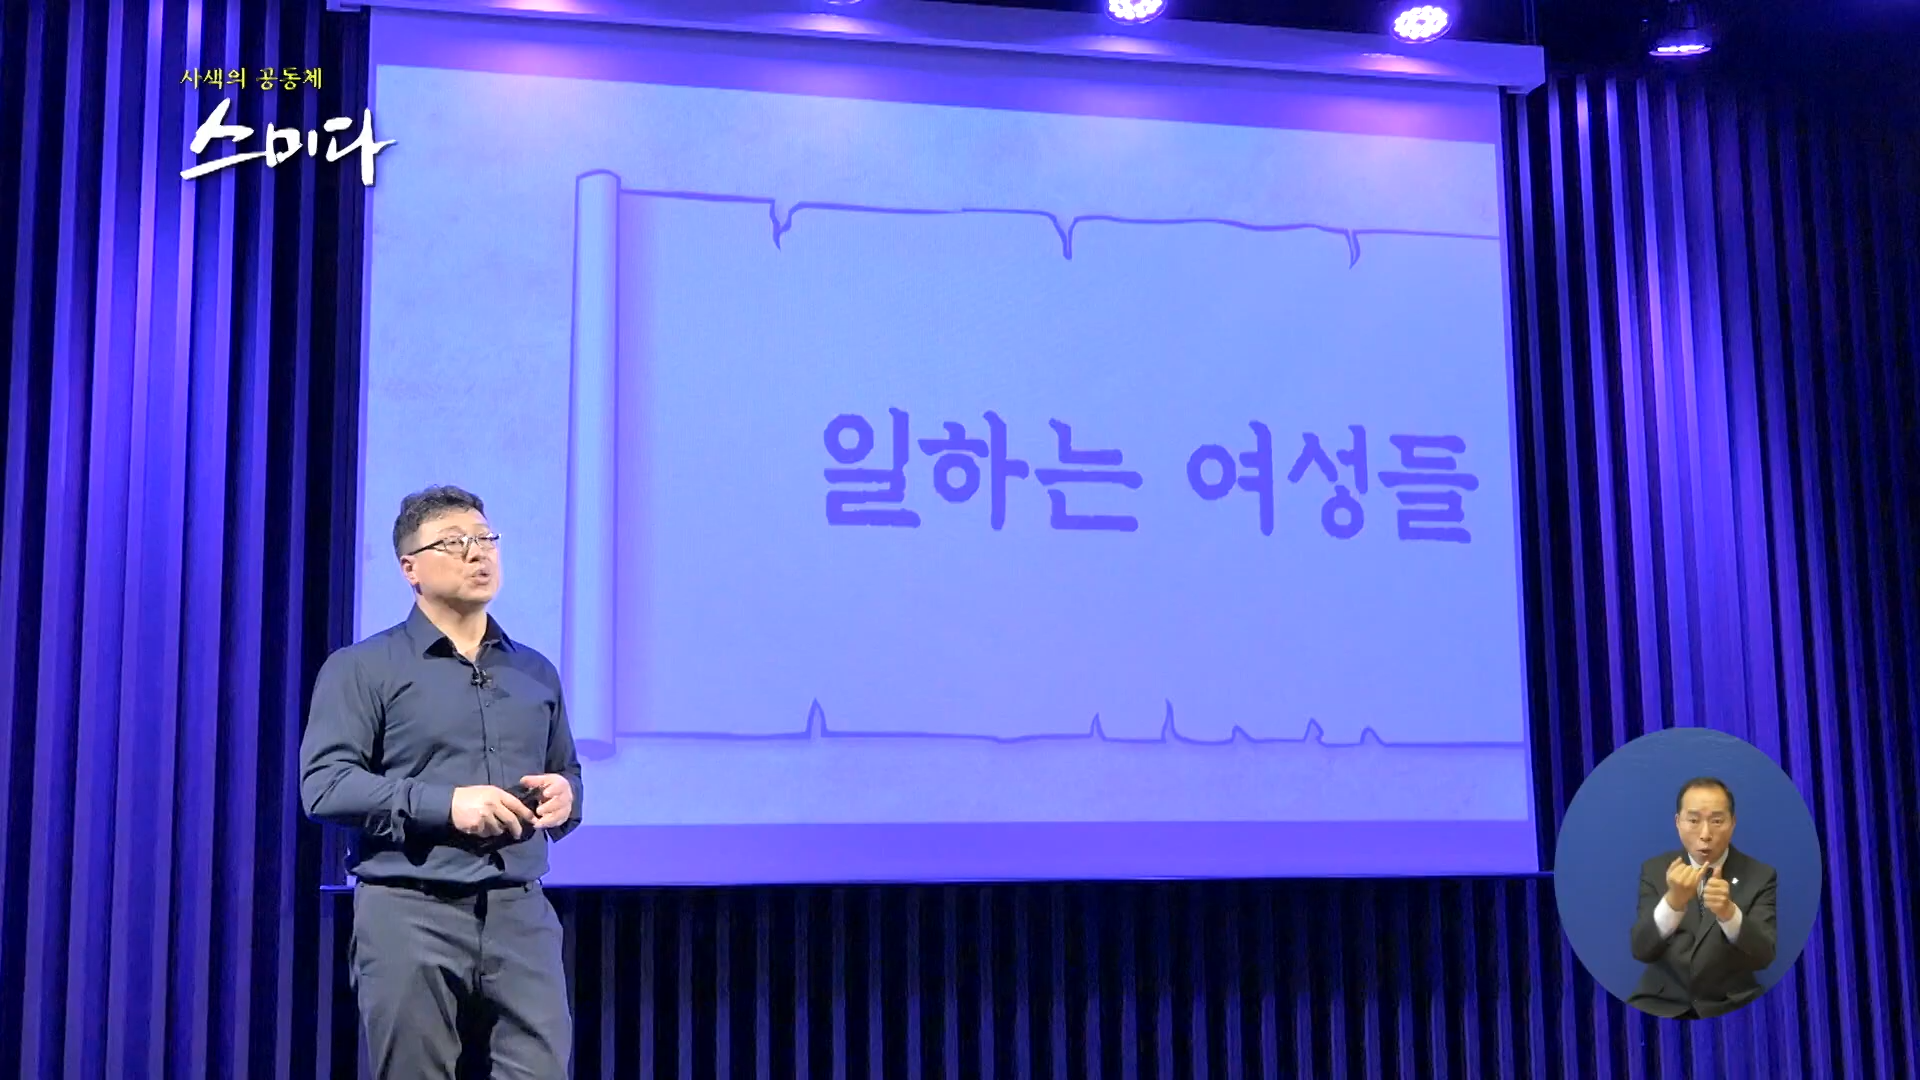 사색의 공동체
스미다
일하는 여성들